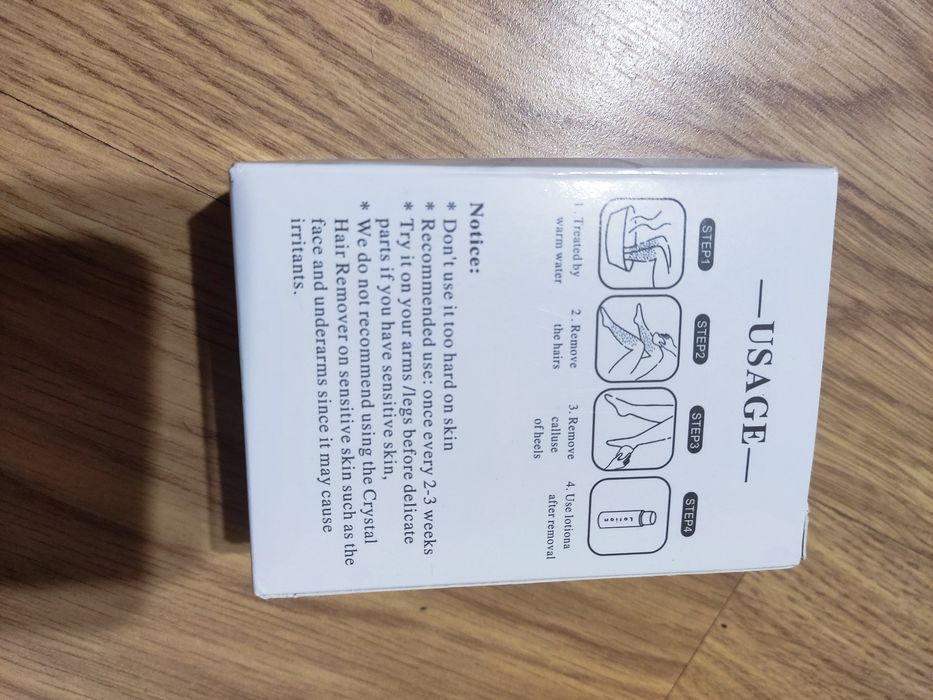 —USAGE—
STEP1
STEP2
STEP3
STEP4
Lotion
1. Treated by
warm water
2. Remove
the hairs
3. Remove
calluse
of heels
4. Use lotiona
after removal
Notice:
* Don't use it too hard on skin
* Recommended use: once every 2-3 weeks
* Try it on your arms /legs before delicate
parts if you have sensitive skin,
* We do not recommend using the Crystal
Hair Remover on sensitive skin such as the
face and underarms since it may cause
irritants.